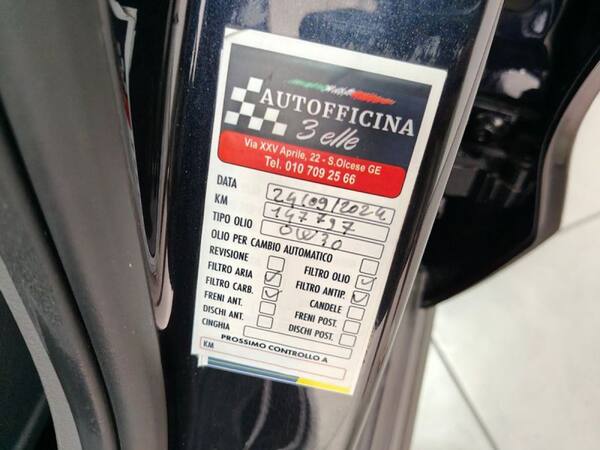 AUTOFFICINA
3 elle
Via XXV Aprile, 22 - S.Olcese GE
Tel. 010 709 25 66
DATA 24/09/2024
KM 147797
TIPO OLIO 0W30
OLIO PER CAMBIO AUTOMATICO
REVISIONE FILTRO OLIO ✓
FILTRO ARIA ✓ FILTRO ANTIP. ✓
FILTRO CARB. ✓ CANDELE
FRENI ANT. FRENI POST.
DISCHI ANT. DISCHI POST.
CINGHIA
PROSSIMO CONTROLLO A
KM